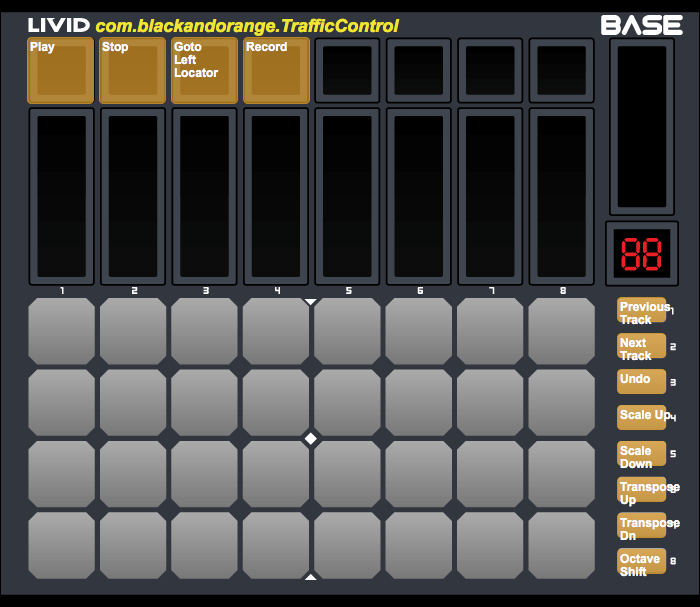 LIVID com.blackandorange.TrafficControl
BASE
Play
Stop
Goto
Left
Locator
Record
88
1 2 3 4 5 6 7 8
Previous
Track
1
Next
Track
2
Undo
3
Scale Up
4
Scale
Down
5
Transpose
Up
Transpose
Dn
Octave
Shift
8